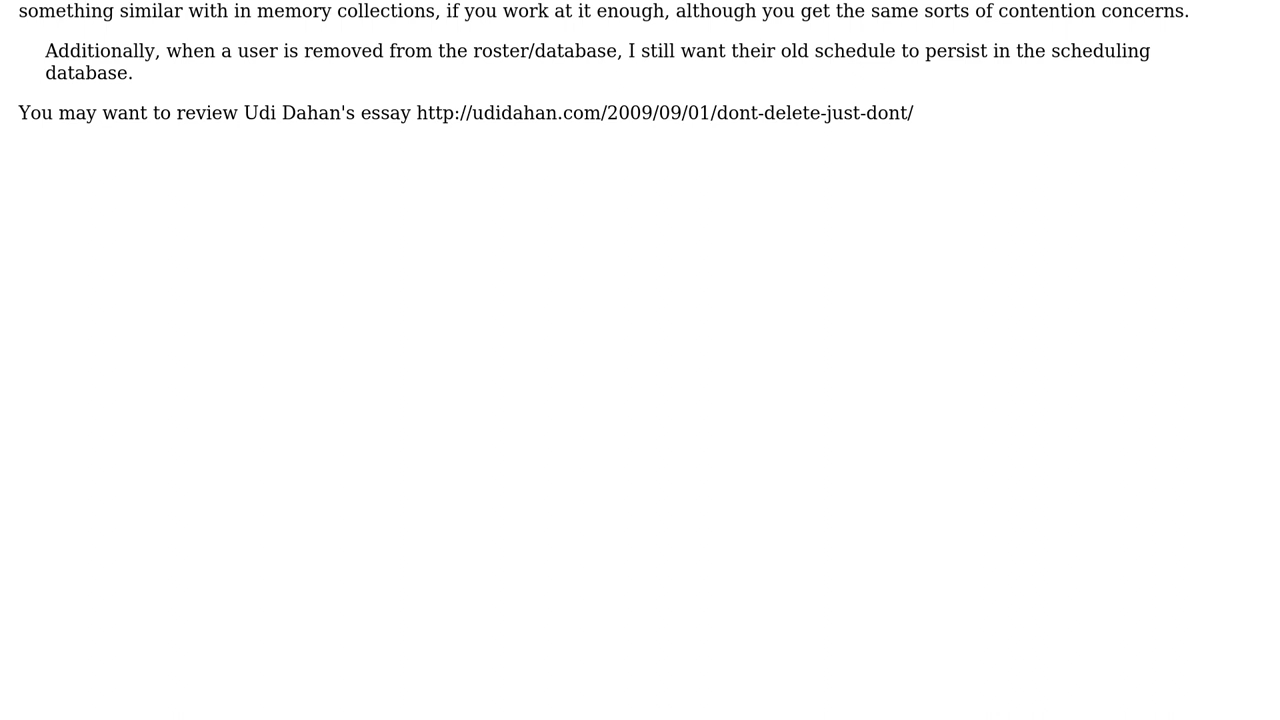 something similar with in memory collections, if you work at it enough, although you get the same sorts of contention concerns.
Additionally, when a user is removed from the roster/database, I still want their old schedule to persist in the scheduling
database.
You may want to review Udi Dahan's essay http://udidahan.com/2009/09/01/dont-delete-just-dont/